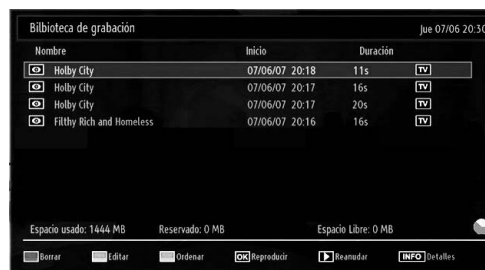 Bilbioteca de grabación Jue 07/06 20:30
Nombre Inicio Duración
Holby City 07/06/07 20:18 11s TV
Holby City 07/06/07 20:17 16s TV
Holby City 07/06/07 20:17 20s TV
Filthy Rich and Homeless 07/06/07 20:16 16s TV
Espacio usado: 1444 MB Reservado: 0 MB Espacio Libre: 0 MB
Borrar Editar Ordenar OK Reproducir Reanudar INFO Detalles